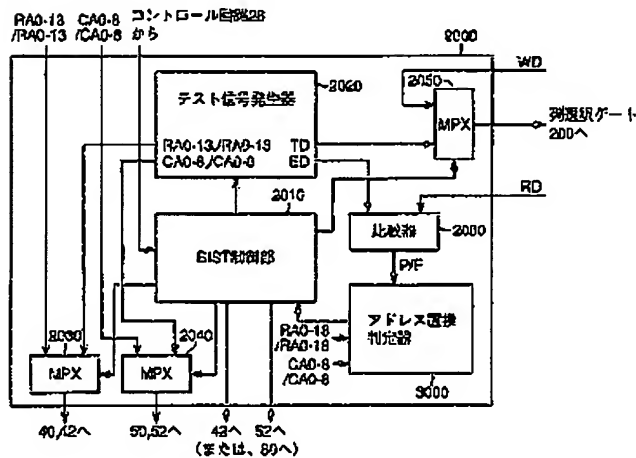 RA0-13
/RA0-13
CA0-8
/CA0-8
コントロール回路28
から
2000
テスト信号発生器
2020
RA0-13/RA0-13
CA0-8/CA0-8
TD
ED
2050
WD
MPX
列選択ゲート
200へ
RD
2010
BIST制御部
比較器
2060
P/F
アドレス置換
判定器
RA0-13
/RA0-13
CA0-8
/CA0-8
3000
2030
MPX
2040
MPX
40,42へ
50,52へ
42へ
(または、80へ)
52へ